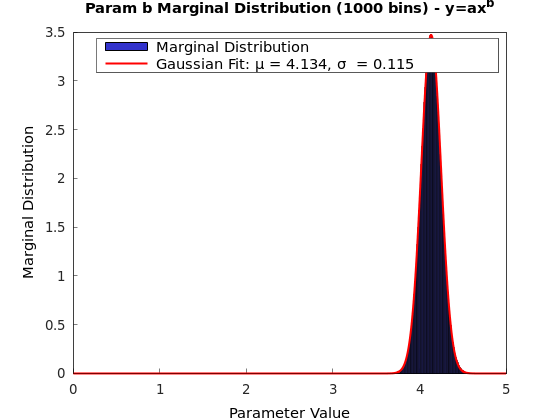 Param b Marginal Distribution (1000 bins) - y=ax^b
Marginal Distribution
Gaussian Fit: μ = 4.134, σ = 0.115
Marginal Distribution
3.5
3
2.5
2
1.5
1
0.5
0
0 1 2 3 4 5
Parameter Value